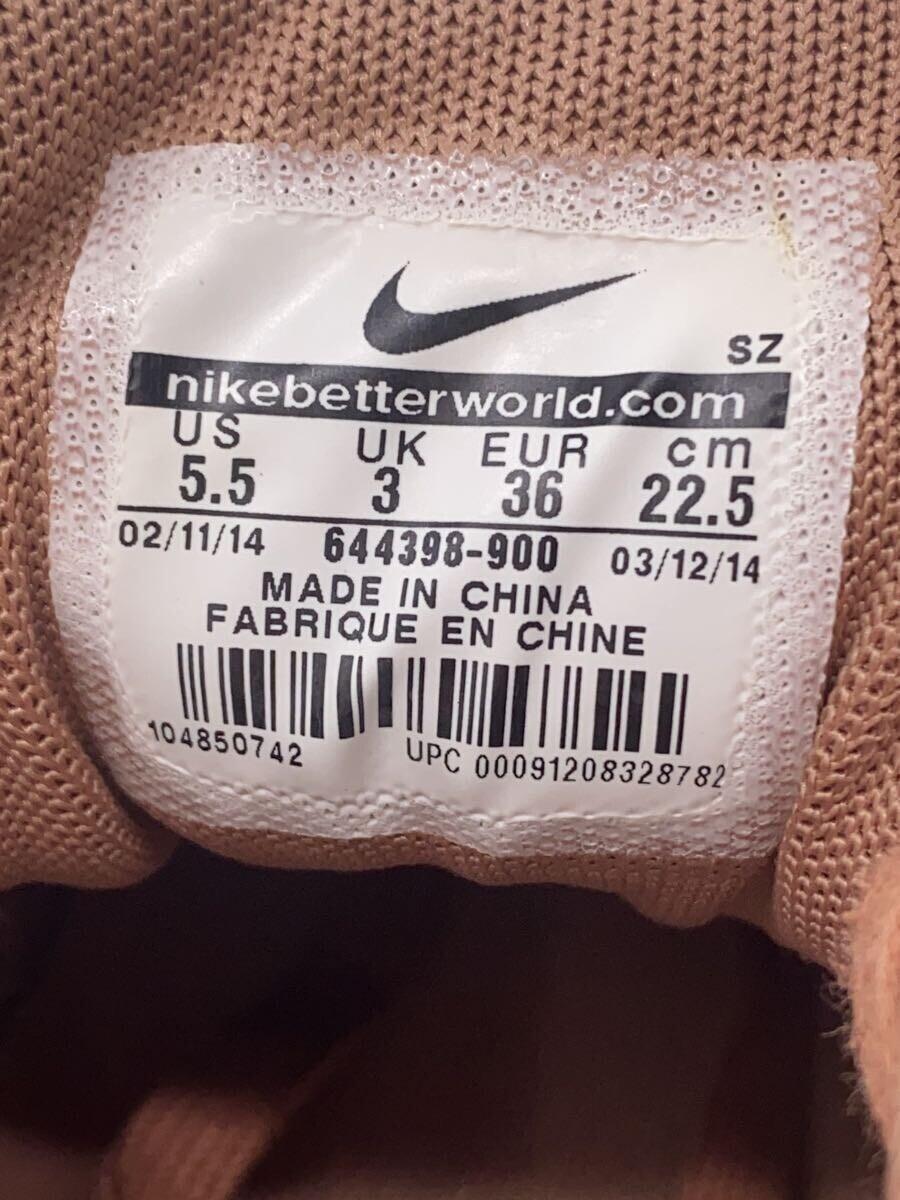 SZ
nikebetterworld.com
US UK EUR cm
5.5 3 36 22.5
02/11/14 644398-900 03/12/14
MADE IN CHINA
FABRIQUE EN CHINE
104850742 UPC 00091208328782